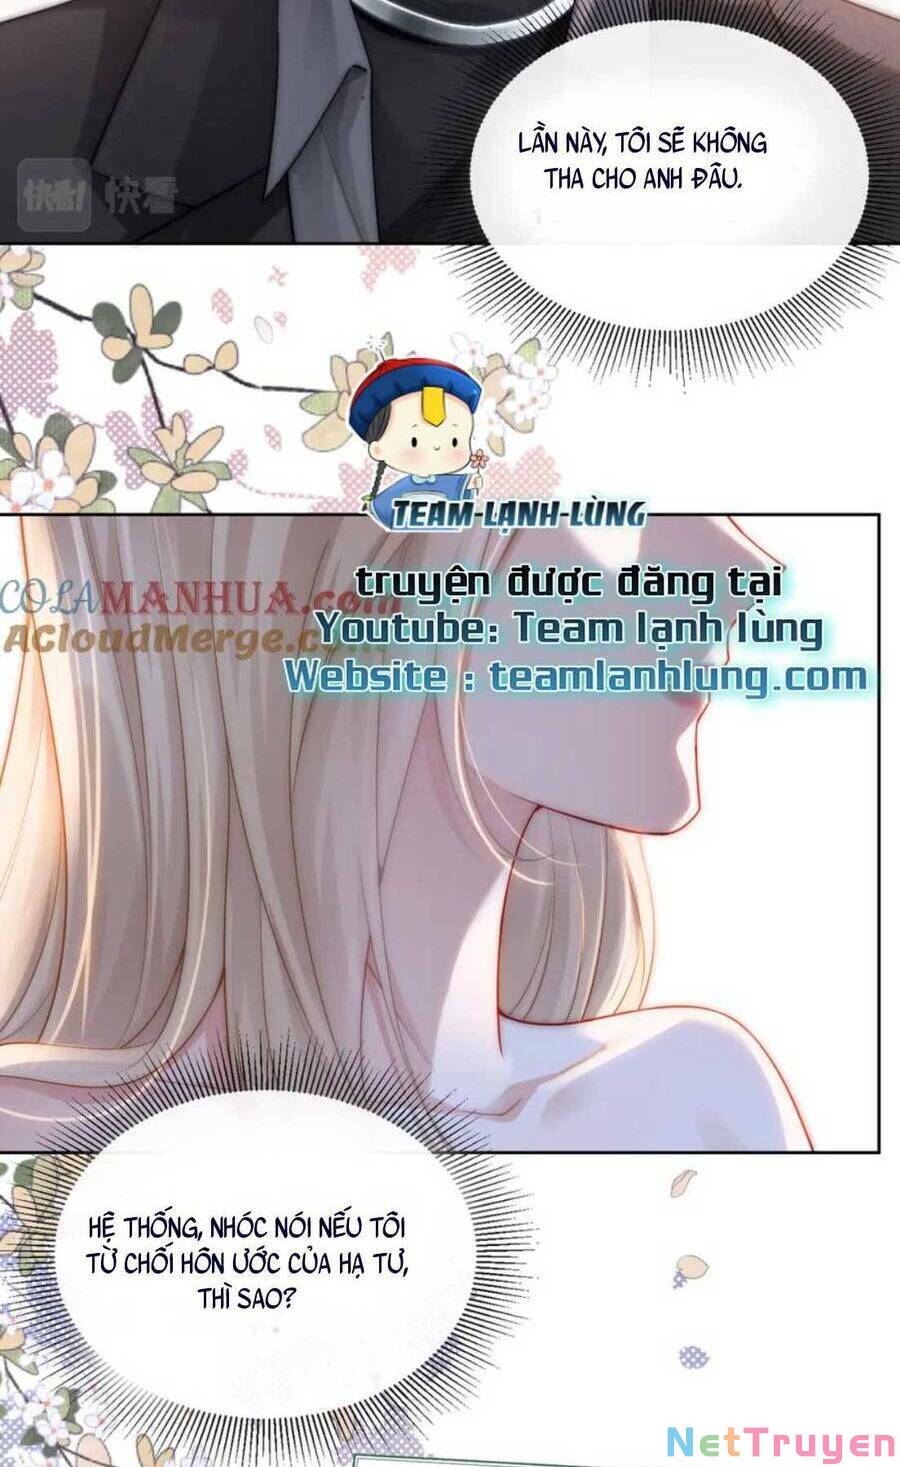 LẦN NÀY, TÔI SẼ KHÔNG
THA CHO ANH ĐÂU.
快看! 快看
TEAM LẠNH LÙNG
truyện được đăng tại
COLAMANHUA.com
Youtube: Team lạnh lùng
ACloudMerge.c
Website : teamlanhlung.com
HỆ THỐNG, NHÓC NÓI NẾU TÔI
TỪ CHỐI HÔN ƯỚC CỦA HẠ TƯ,
THÌ SAO?
NetTruyen